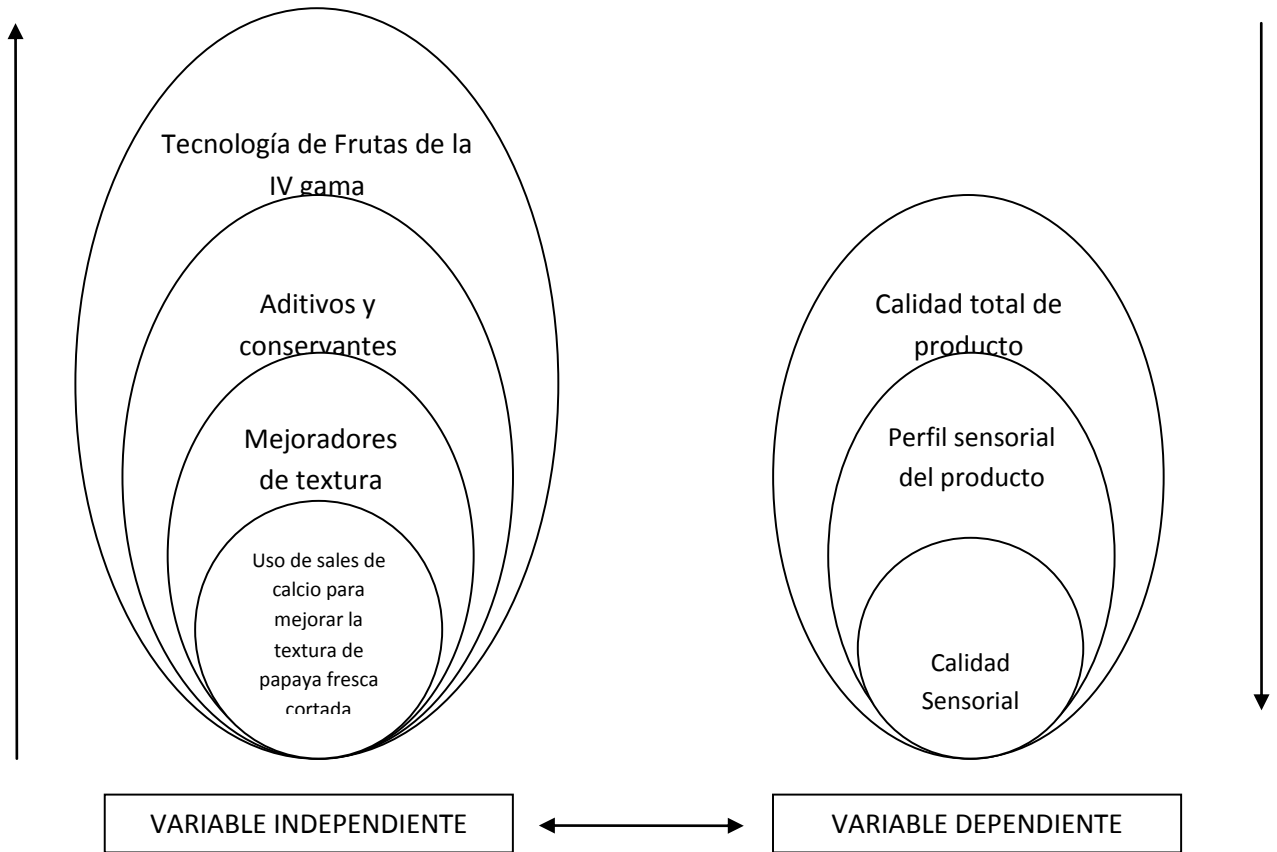 Tecnología de Frutas de la
IV gama
Aditivos y
conservantes
Mejoradores
de textura
Uso de sales de
calcio para
mejorar la
textura de
papaya fresca
cortada
VARIABLE INDEPENDIENTE
Calidad total de
producto
Perfil sensorial
del producto
Calidad
Sensorial
VARIABLE DEPENDIENTE